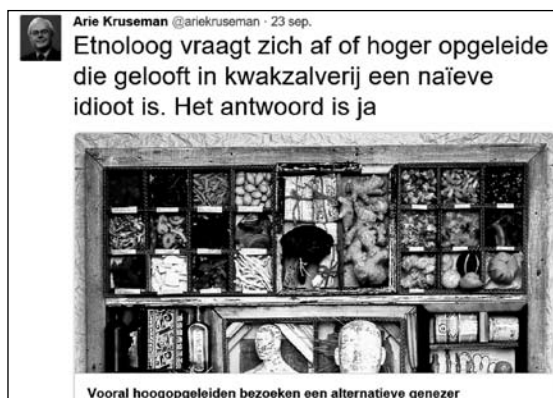 Arie Kruseman @ariekruseman · 23 sep.
Etnoloog vraagt zich af of hoger opgeleide
die gelooft in kwakzalverij een naïeve
idioot is. Het antwoord is ja
Vooral hoogopgeleiden bezoeken een alternatieve genezer